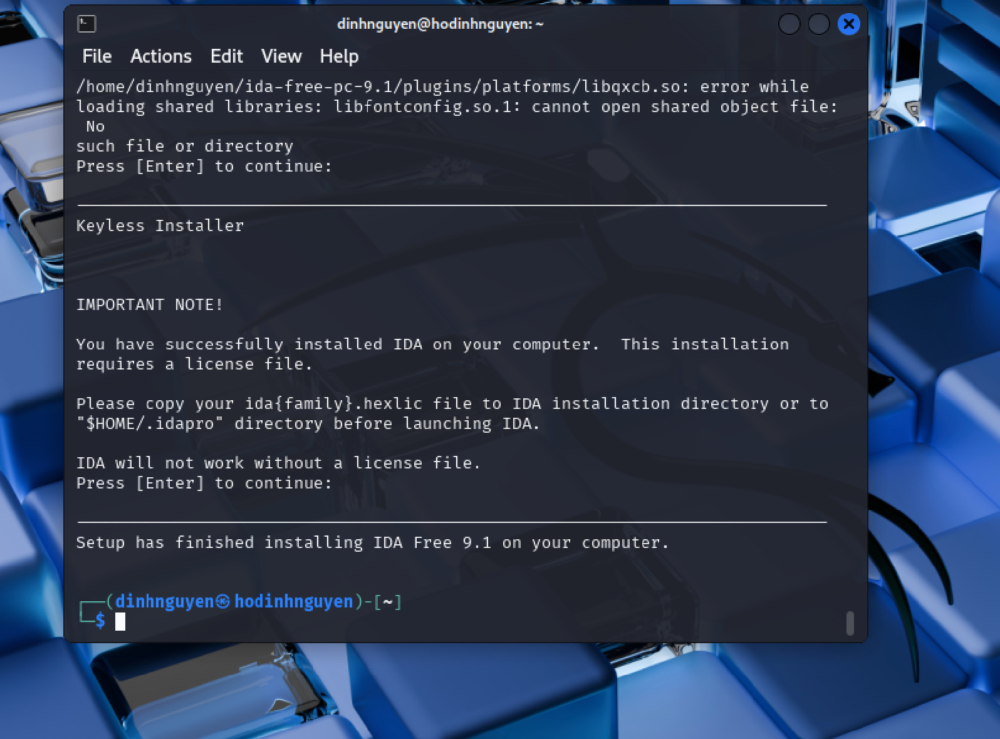 dinhnguyen@hodinhnguyen: ~
File Actions Edit View Help
/home/dinhnguyen/ida-free-pc-9.1/plugins/platforms/libqxcb.so: error while
loading shared libraries: libfontconfig.so.1: cannot open shared object file:
 No
such file or directory
Press [Enter] to continue:
Keyless Installer
IMPORTANT NOTE!
You have successfully installed IDA on your computer.  This installation
requires a license file.
Please copy your ida{family}.hexlic file to IDA installation directory or to
"$HOME/.idapro" directory before launching IDA.
IDA will not work without a license file.
Press [Enter] to continue:
Setup has finished installing IDA Free 9.1 on your computer.
┌──(dinhnguyen㉿hodinhnguyen)-[~]
└─$